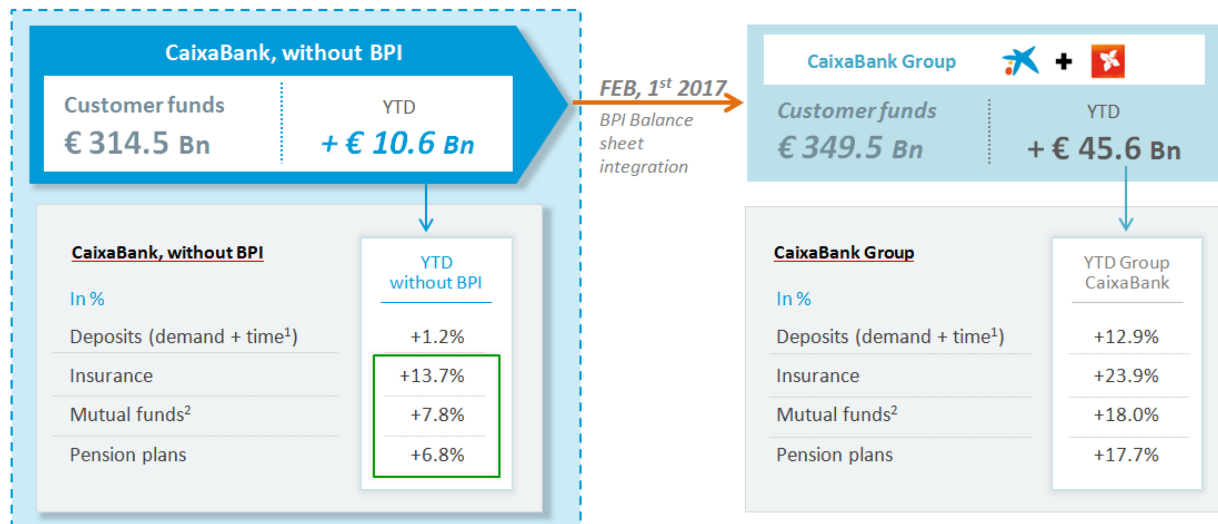 CaixaBank, without BPI
Customer funds
€ 314.5 Bn
YTD
+ € 10.6 Bn
FEB, 1st 2017
BPI Balance
sheet
integration
CaixaBank Group +
Customer funds
€ 349.5 Bn
YTD
+ € 45.6 Bn
CaixaBank, without BPI
In %
YTD
without BPI
Deposits (demand + time1) +1.2%
Insurance +13.7%
Mutual funds2 +7.8%
Pension plans +6.8%
CaixaBank Group
In %
YTD Group
CaixaBank
Deposits (demand + time1) +12.9%
Insurance +23.9%
Mutual funds2 +18.0%
Pension plans +17.7%